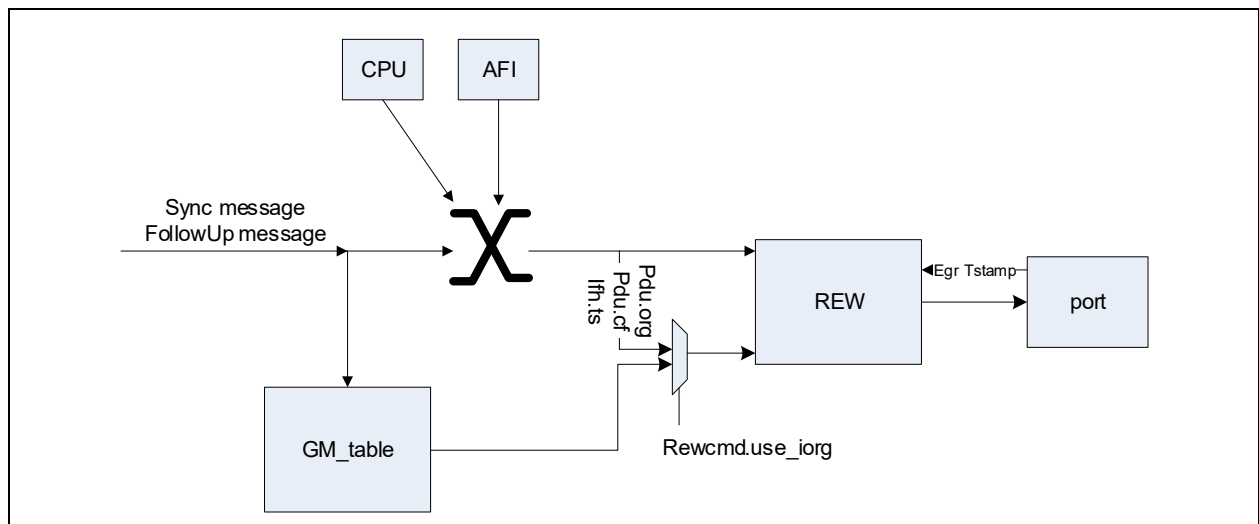 CPU
AFI
Sync message
FollowUp message
Pdu.org
Pdu.cf
Ifh.ts
Egr Tstamp
REW
port
GM_table
Rewcmd.use_iorg